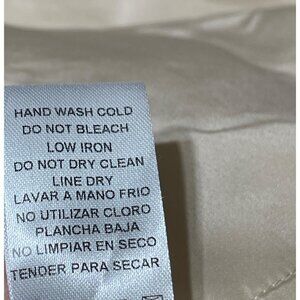 HAND WASH COLD
DO NOT BLEACH
LOW IRON
DO NOT DRY CLEAN
LINE DRY
LAVAR A MANO FRIO
NO UTILIZAR CLORO
PLANCHA BAJA
NO LIMPIAR EN SECO
TENDER PARA SECAR